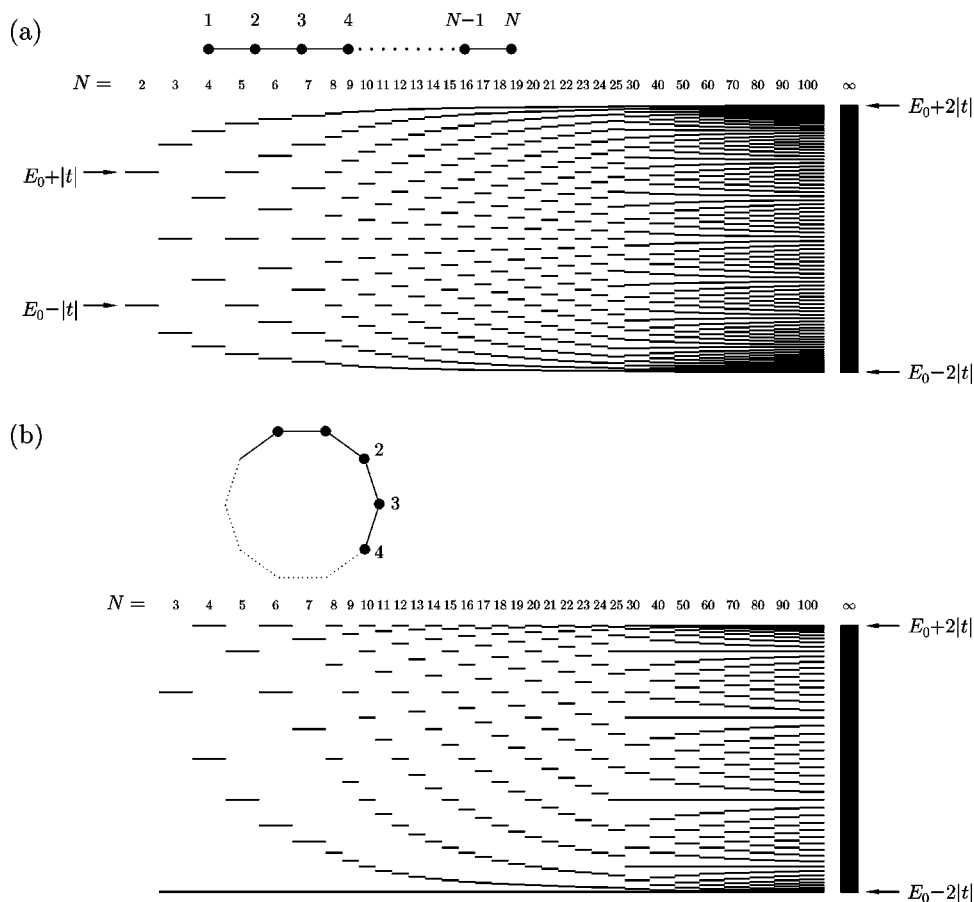 (a)
1 2 3 4 N−1 N
N = 2 3 4 5 6 7 8 9 10 11 12 13 14 15 16 17 18 19 20 21 22 23 24 25 30 40 50 60 70 80 90 100 ∞
E₀+2|t|
E₀+|t|
E₀−|t|
E₀−2|t|
(b)
2
3
4
N = 3 4 5 6 7 8 9 10 11 12 13 14 15 16 17 18 19 20 21 22 23 24 25 30 40 50 60 70 80 90 100 ∞
E₀+2|t|
E₀−2|t|